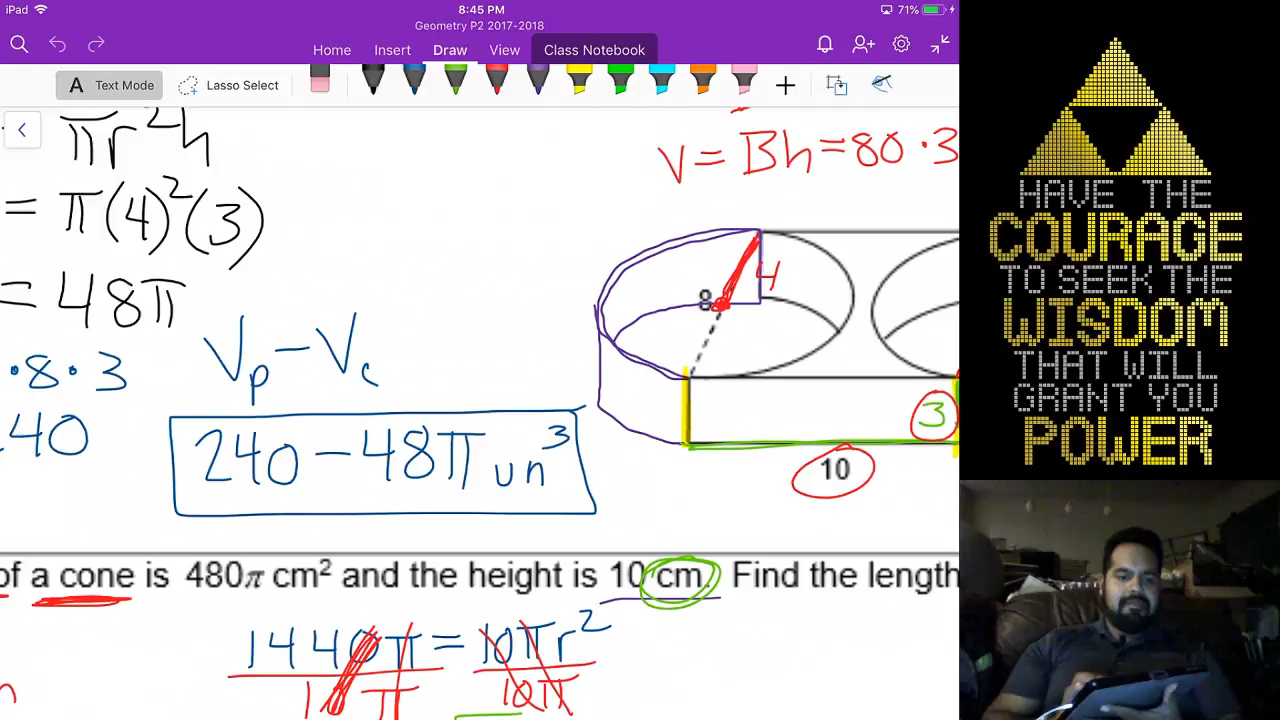 iPad 8:45 PM 71%
Geometry P2 2017-2018
Home Insert Draw View Class Notebook
A Text Mode Lasso Select
πr²h
= π(4)²(3)
= 48π
·8·3
40
Vp - Vc
240 - 48π un³
V = Bh = 80 · 3
4
8
3
10
of a cone is 480π cm² and the height is 10 cm. Find the length
1440π = 10πr²
10π 10π
HAVE THE
COURAGE
TO SEEK THE
WISDOM
THAT WILL
GRANT YOU
POWER